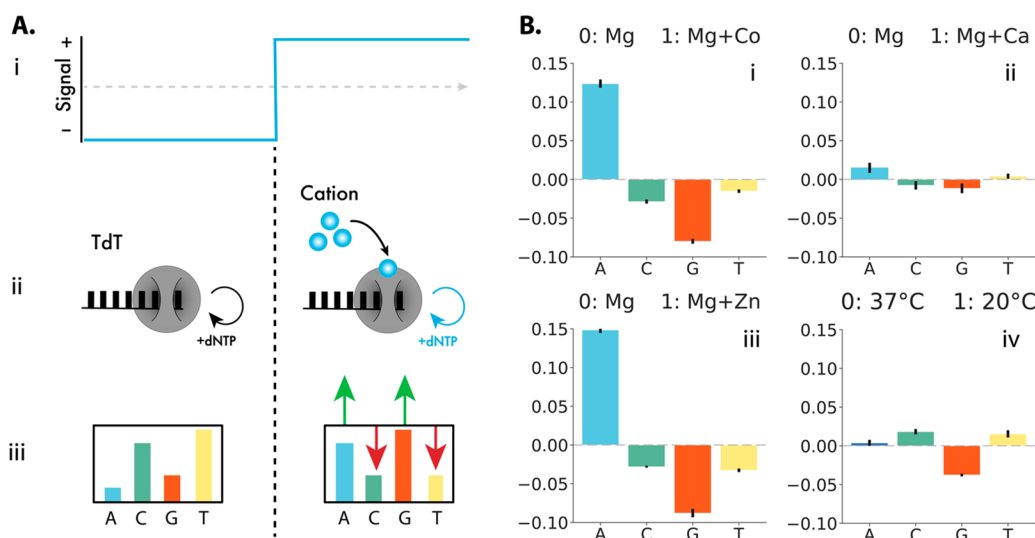 A.
i
Signal
+
−
Cation
TdT
ii
+dNTP
+dNTP
iii
A C G T
A C G T
B.
0: Mg 1: Mg+Co
i
0.15
0.10
0.05
0.00
−0.05
−0.10
A C G T
0: Mg 1: Mg+Ca
ii
0.15
0.10
0.05
0.00
−0.05
−0.10
A C G T
0: Mg 1: Mg+Zn
iii
0.15
0.10
0.05
0.00
−0.05
−0.10
A C G T
0: 37°C 1: 20°C
iv
0.15
0.10
0.05
0.00
−0.05
−0.10
A C G T